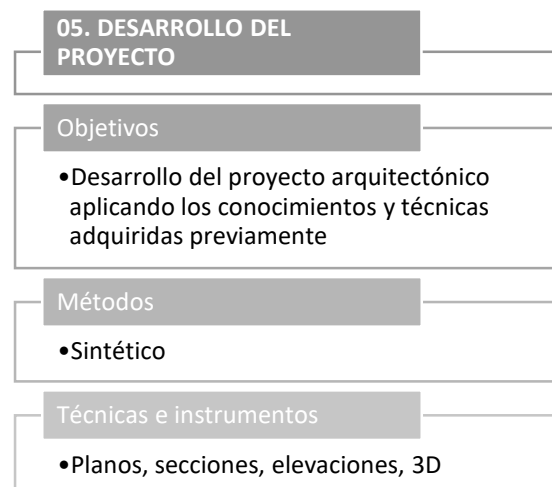 05. DESARROLLO DEL
PROYECTO
Objetivos
•Desarrollo del proyecto arquitectónico
aplicando los conocimientos y técnicas
adquiridas previamente
Métodos
•Sintético
Técnicas e instrumentos
•Planos, secciones, elevaciones, 3D